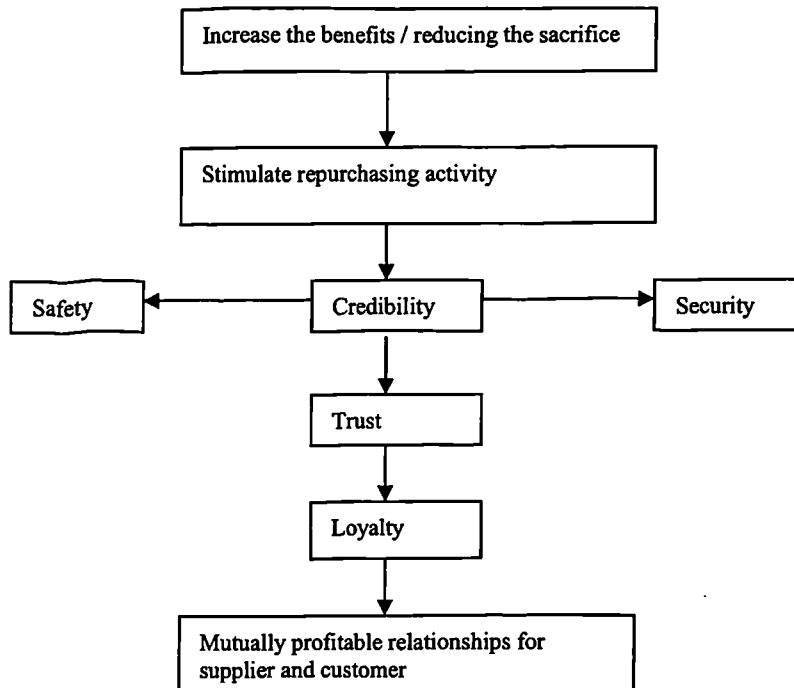 Increase the benefits / reducing the sacrifice
Stimulate repurchasing activity
Safety
Credibility
Security
Trust
Loyalty
Mutually profitable relationships for
supplier and customer